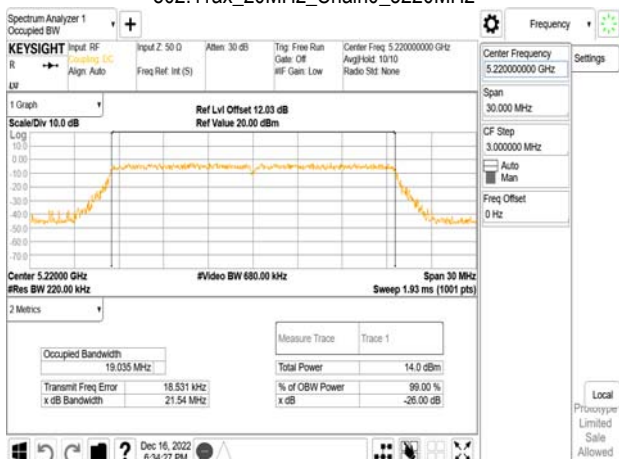 Spectrum Analyzer 1
Occupied BW
+
Frequency
KEYSIGHT
R
LU
Input: RF
Coupling: DC
Align: Auto
Input Z: 50 Ω
Freq Ref: Int (S)
Atten: 30 dB
Trig: Free Run
Gate: Off
#IF Gain: Low
Center Freq: 5.220000000 GHz
Avg|Hold: 10/10
Radio Std: None
Center Frequency
5.220000000 GHz
Settings
Span
30.000 MHz
CF Step
3.000000 MHz
Auto
Man
Freq Offset
0 Hz
1 Graph
Scale/Div 10.0 dB
Ref Lvl Offset 12.03 dB
Ref Value 20.00 dBm
Log
10.0
0.00
-10.0
-20.0
-30.0
-40.0
-50.0
-60.0
-70.0
Center 5.22000 GHz
#Res BW 220.00 kHz
#Video BW 680.00 kHz
Span 30 MHz
Sweep 1.93 ms (1001 pts)
2 Metrics
Measure Trace Trace 1
Occupied Bandwidth
19.035 MHz
Total Power 14.0 dBm
Transmit Freq Error 18.531 kHz
% of OBW Power 99.00 %
x dB Bandwidth 21.54 MHz
x dB -26.00 dB
Local
Prototype
Limited
Sale
Allowed
?
Dec 16, 2022
6:34:27 PM